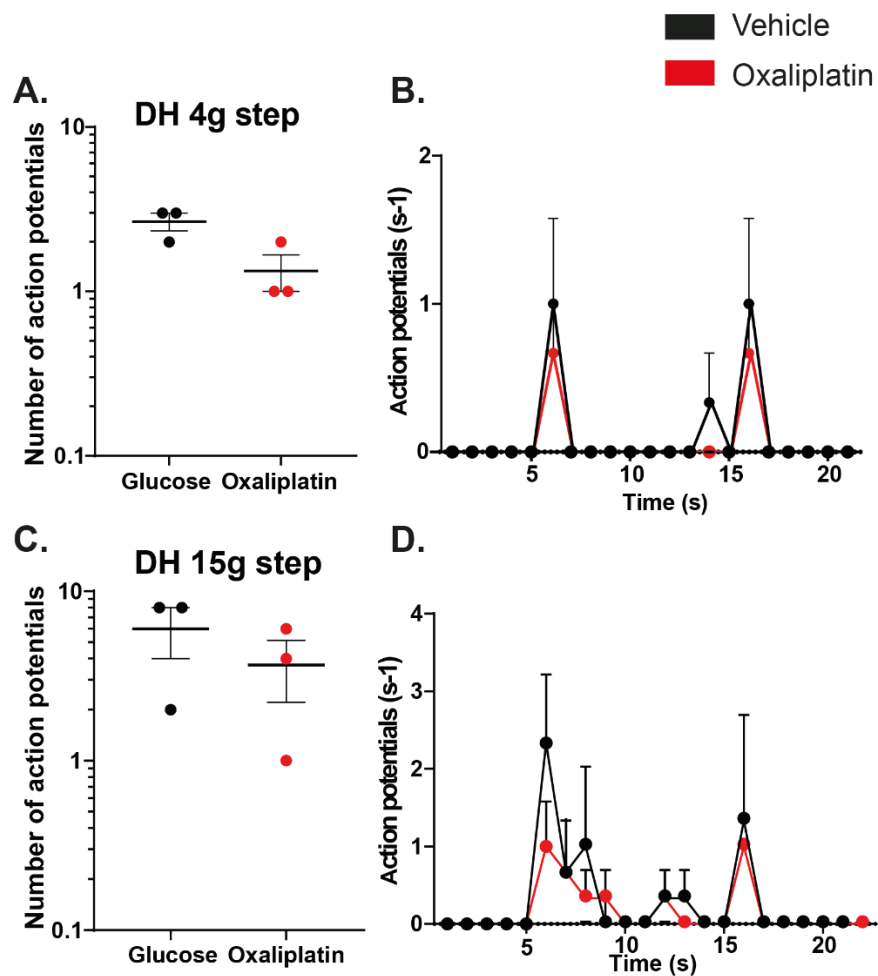 Vehicle
Oxaliplatin
A.
DH 4g step
Number of action potentials
10
1
0.1
Glucose Oxaliplatin
B.
Action potentials (s-1)
2
1
0
5 10 15 20
Time (s)
C.
DH 15g step
Number of action potentials
10
1
0.1
Glucose Oxaliplatin
D.
Action potentials (s-1)
4
3
2
1
0
5 10 15 20
Time (s)